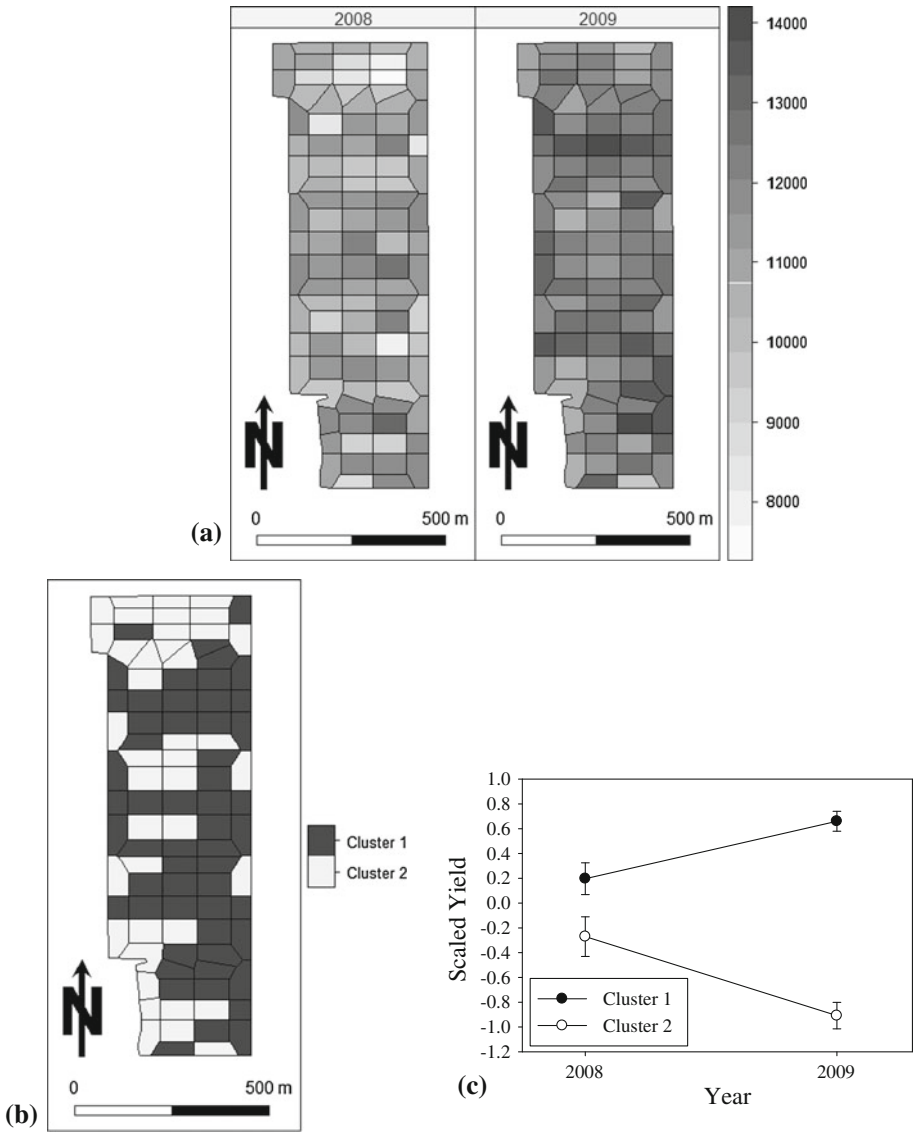 2008 2009
14000
13000
12000
11000
10000
9000
8000
N N
0 500 m 0 500 m
(a)
Cluster 1
Cluster 2
N
0 500 m
(b)
1.0
0.8
0.6
0.4
0.2
0.0
-0.2
-0.4
-0.6
-0.8
-1.0
-1.2
Scaled Yield
Cluster 1
Cluster 2
2008 2009
Year
(c)